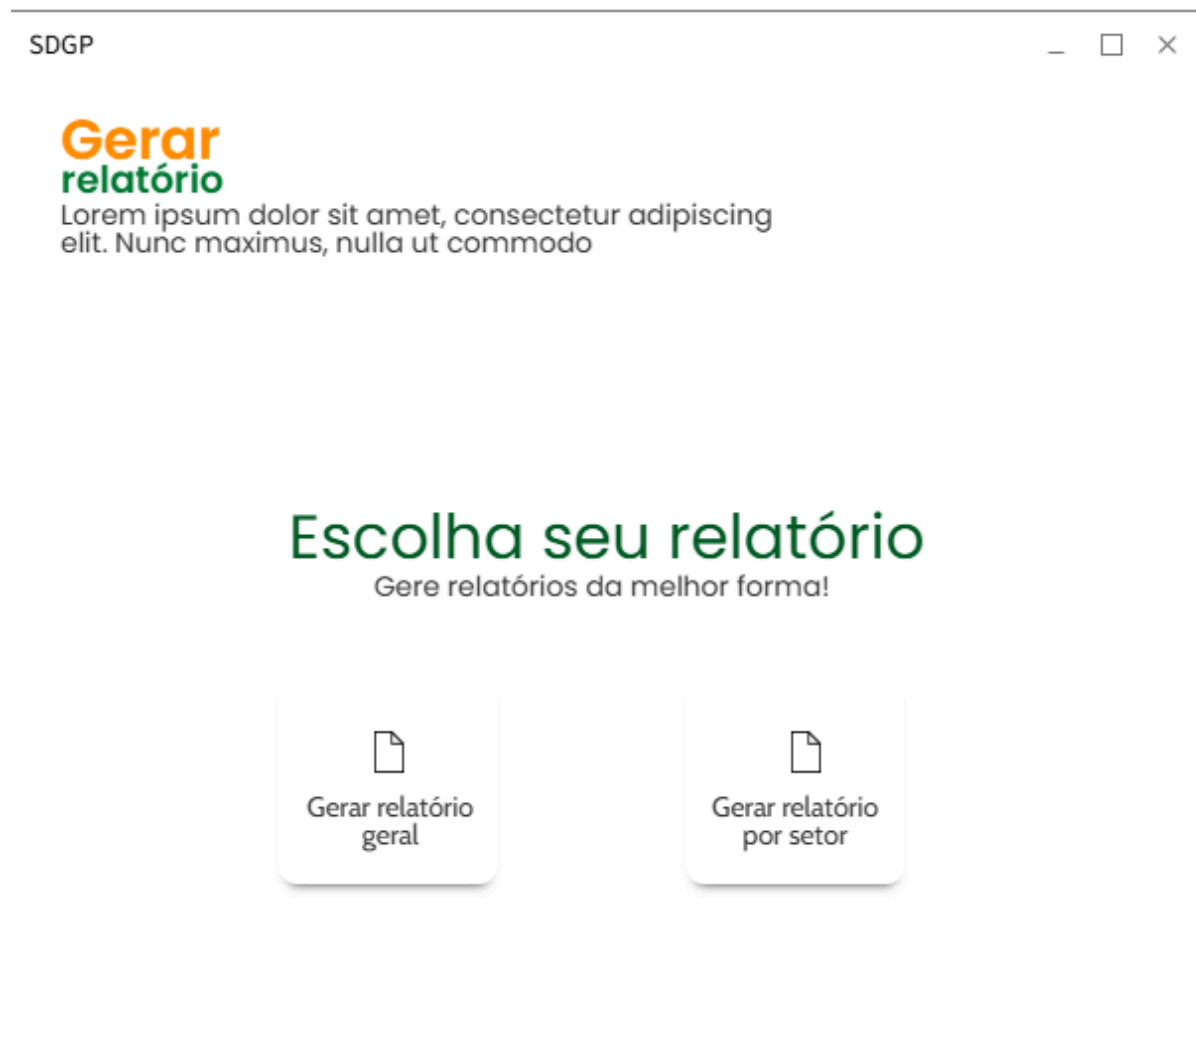 SDGP
Gerar
relatório
Lorem ipsum dolor sit amet, consectetur adipiscing
elit. Nunc maximus, nulla ut commodo
Escolha seu relatório
Gere relatórios da melhor forma!
Gerar relatório
geral
Gerar relatório
por setor